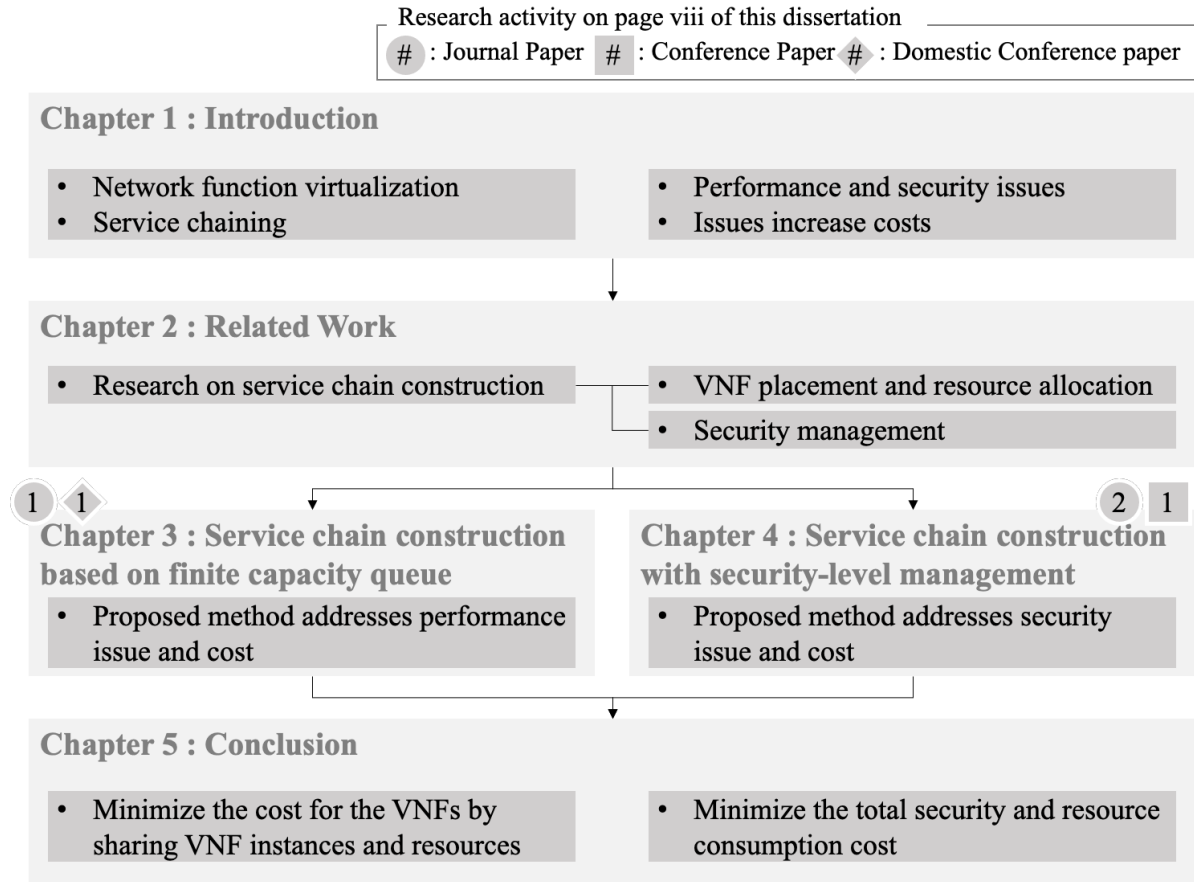 Research activity on page viii of this dissertation
# : Journal Paper # : Conference Paper # : Domestic Conference paper
Chapter 1 : Introduction
• Network function virtualization
• Service chaining
• Performance and security issues
• Issues increase costs
Chapter 2 : Related Work
• Research on service chain construction
• VNF placement and resource allocation
• Security management
1 1
Chapter 3 : Service chain construction
based on finite capacity queue
• Proposed method addresses performance
issue and cost
2 1
Chapter 4 : Service chain construction
with security-level management
• Proposed method addresses security
issue and cost
Chapter 5 : Conclusion
• Minimize the cost for the VNFs by
sharing VNF instances and resources
• Minimize the total security and resource
consumption cost